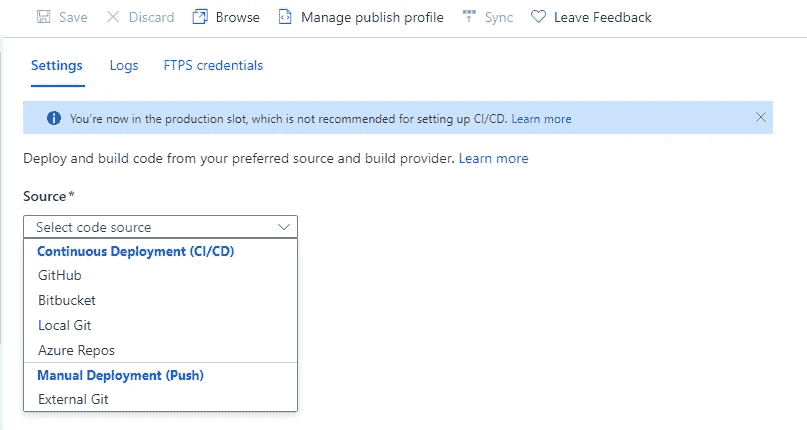 Save Discard Browse Manage publish profile Sync Leave Feedback
Settings Logs FTPS credentials
You're now in the production slot, which is not recommended for setting up CI/CD. Learn more
Deploy and build code from your preferred source and build provider. Learn more
Source*
Select code source
Continuous Deployment (CI/CD)
GitHub
Bitbucket
Local Git
Azure Repos
Manual Deployment (Push)
External Git